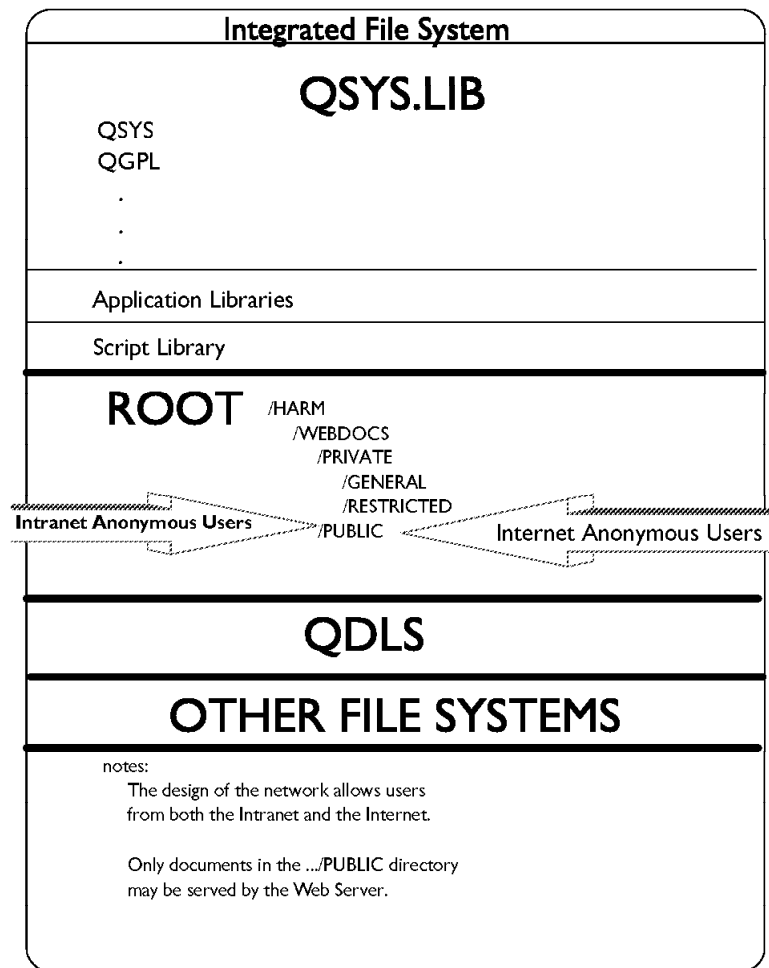 Integrated File System
QSYS.LIB
QSYS
QGPL
.
.
.
Application Libraries
Script Library
ROOT /HARM
/WEBDOCS
/PRIVATE
/GENERAL
/RESTRICTED
Intranet Anonymous Users /PUBLIC Internet Anonymous Users
QDLS
OTHER FILE SYSTEMS
notes:
The design of the network allows users
from both the Intranet and the Internet.
Only documents in the .../PUBLIC directory
may be served by the Web Server.